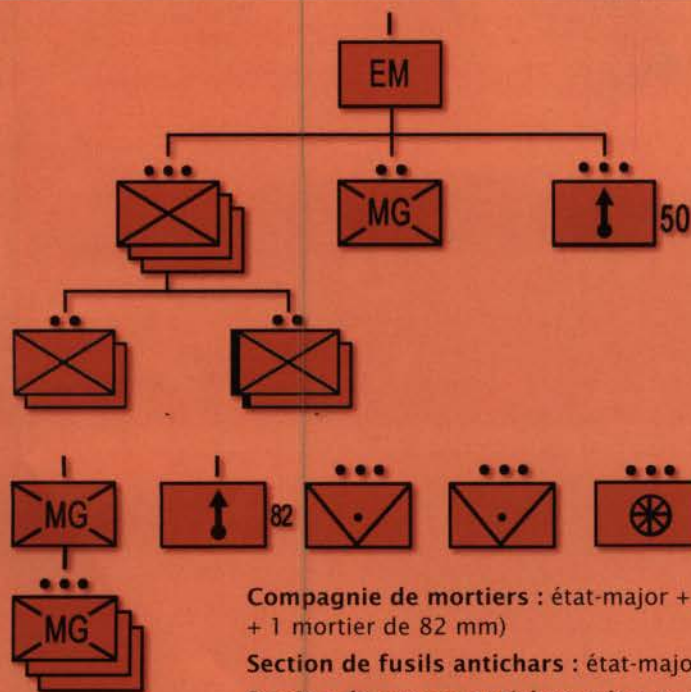 EM
MG
50
MG
82
MG
Compagnie de mortiers : état-major +
+ 1 mortier de 82 mm)
Section de fusils antichars : état-majo